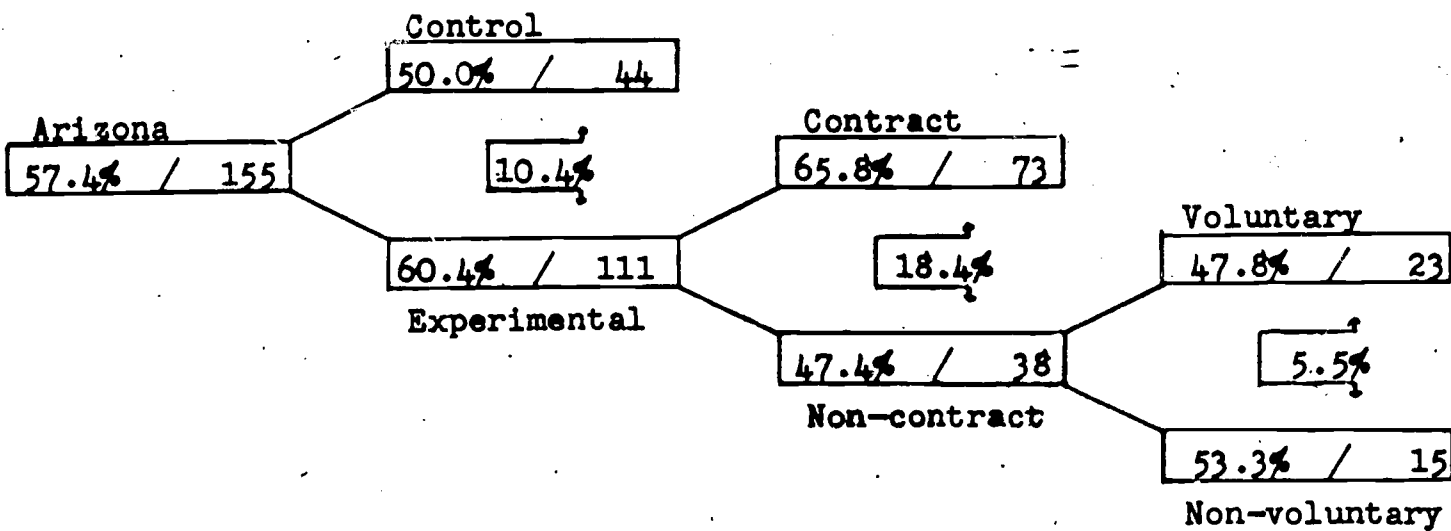 Control
50.0% / 44
Arizona
57.4% / 155
10.4%
Contract
65.8% / 73
60.4% / 111
Experimental
18.4%
Voluntary
47.8% / 23
47.4% / 38
Non-contract
5.5%
53.3% / 15
Non-voluntary